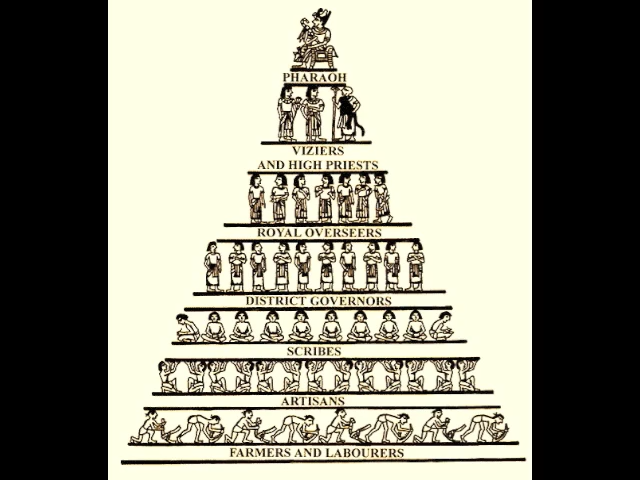 PHARAOH
VIZIERS
AND HIGH PRIESTS
ROYAL OVERSEERS
DISTRICT GOVERNORS
SCRIBES
ARTISANS
FARMERS AND LABOURERS